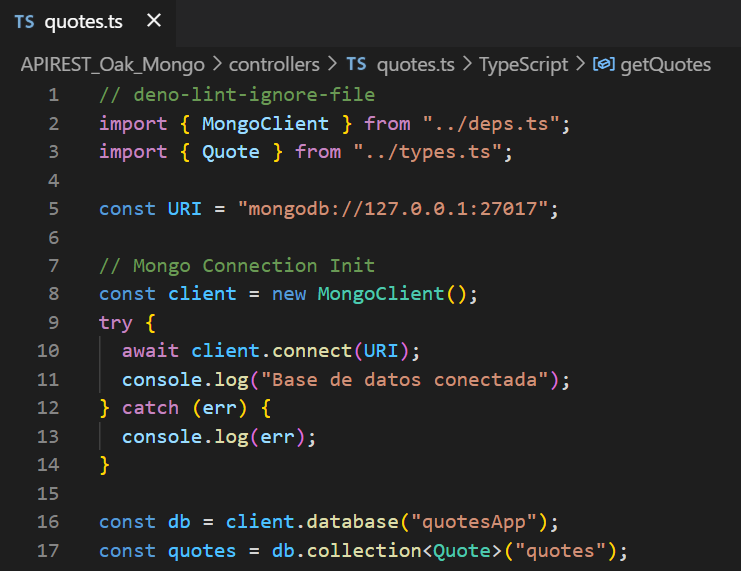 TS quotes.ts ×
APIREST_Oak_Mongo > controllers > TS quotes.ts > TypeScript > getQuotes
1 // deno-lint-ignore-file
2 import { MongoClient } from "../deps.ts";
3 import { Quote } from "../types.ts";
4
5 const URI = "mongodb://127.0.0.1:27017";
6
7 // Mongo Connection Init
8 const client = new MongoClient();
9 try {
10   await client.connect(URI);
11   console.log("Base de datos conectada");
12 } catch (err) {
13   console.log(err);
14 }
15
16 const db = client.database("quotesApp");
17 const quotes = db.collection<Quote>("quotes");